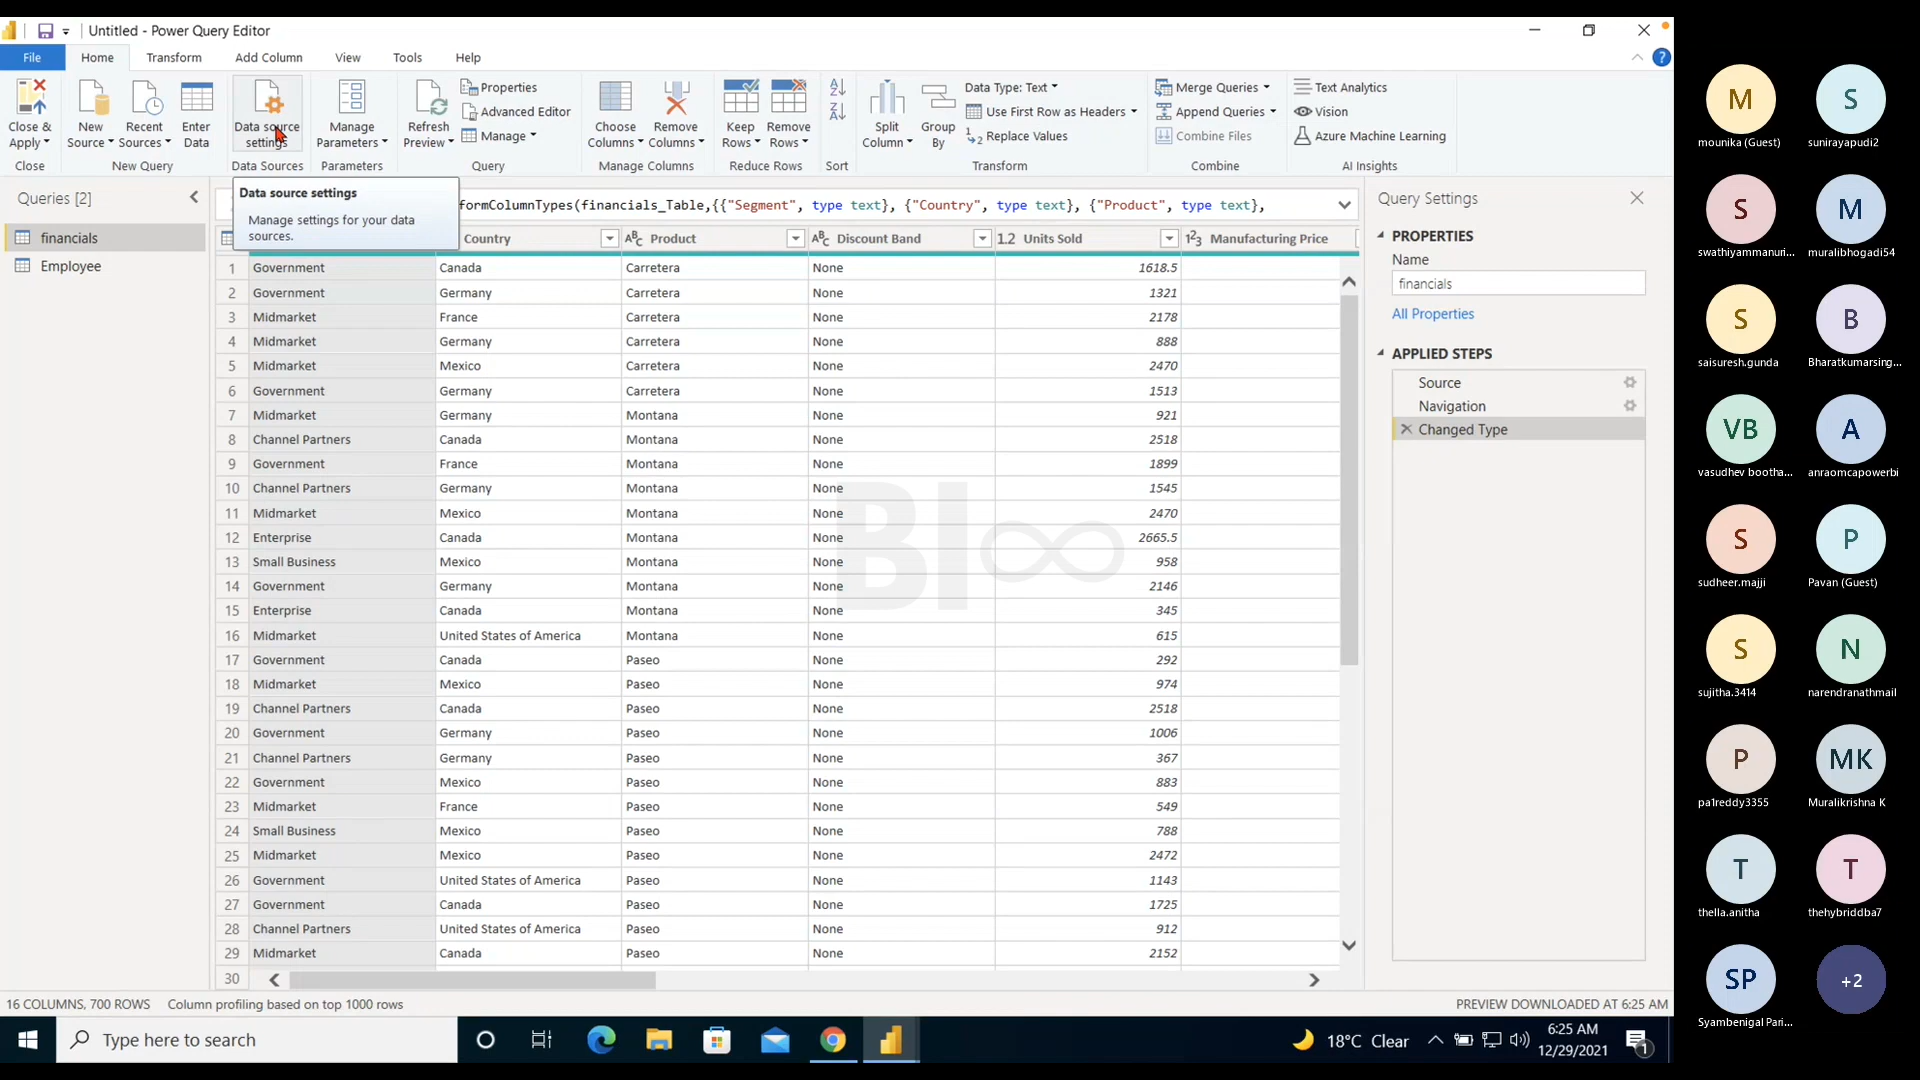 Untitled - Power Query Editor
File Home Transform Add Column View Tools Help
Close & Apply
Close
New Source
Recent Sources
Enter Data
New Query
Data source settings
Data Sources
Manage Parameters
Parameters
Refresh Preview
Properties
Advanced Editor
Manage
Query
Choose Columns
Remove Columns
Manage Columns
Keep Rows
Remove Rows
Reduce Rows
Sort
Split Column
Group By
Data Type: Text
Use First Row as Headers
Replace Values
Transform
Merge Queries
Append Queries
Combine Files
Combine
Text Analytics
Vision
Azure Machine Learning
AI Insights
Queries [2]
financials
Employee
Data source settings
Manage settings for your data
sources.
formColumnTypes(financials_Table,{{"Segment", type text}, {"Country", type text}, {"Product", type text},
Country ABC Product ABC Discount Band 1.2 Units Sold 123 Manufacturing Price
1 Government Canada Carretera None 1618.5
2 Government Germany Carretera None 1321
3 Midmarket France Carretera None 2178
4 Midmarket Germany Carretera None 888
5 Midmarket Mexico Carretera None 2470
6 Government Germany Carretera None 1513
7 Midmarket Germany Montana None 921
8 Channel Partners Canada Montana None 2518
9 Government France Montana None 1899
10 Channel Partners Germany Montana None 1545
11 Midmarket Mexico Montana None 2470
12 Enterprise Canada Montana None 2665.5
13 Small Business Mexico Montana None 958
14 Government Germany Montana None 2146
15 Enterprise Canada Montana None 345
16 Midmarket United States of America Montana None 615
17 Government Canada Paseo None 292
18 Midmarket Mexico Paseo None 974
19 Channel Partners Canada Paseo None 2518
20 Government Germany Paseo None 1006
21 Channel Partners Germany Paseo None 367
22 Government Mexico Paseo None 883
23 Midmarket France Paseo None 549
24 Small Business Mexico Paseo None 788
25 Midmarket Mexico Paseo None 2472
26 Government United States of America Paseo None 1143
27 Government Canada Paseo None 1725
28 Channel Partners United States of America Paseo None 912
29 Midmarket Canada Paseo None 2152
30
BI
Query Settings
PROPERTIES
Name
financials
All Properties
APPLIED STEPS
Source
Navigation
Changed Type
16 COLUMNS, 700 ROWS Column profiling based on top 1000 rows
PREVIEW DOWNLOADED AT 6:25 AM
Type here to search
18°C Clear
6:25 AM
12/29/2021
1
M S
mounika (Guest) sunirayapudi2
S M
swathiyammanuri... muralibhogadi54
S B
saisuresh.gunda Bharatkumarsing...
VB A
vasudhev bootha... anraomcapowerbi
S P
sudheer.majji Pavan (Guest)
S N
sujitha.3414 narendranathmail
P MK
pa1reddy3355 Muralikrishna K
T T
thella.anitha thehybriddba7
SP +2
Syambenigal Pari...